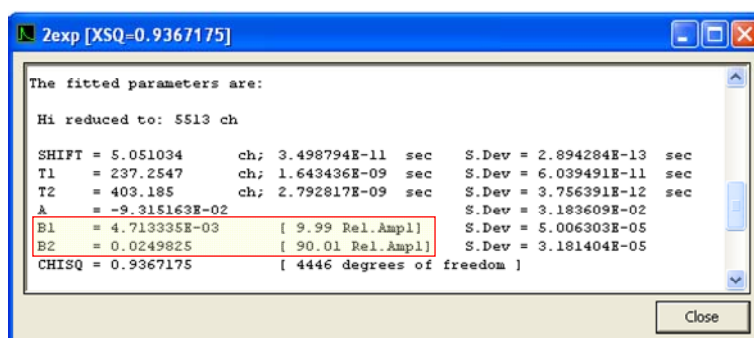 2exp [XSQ=0.9367175]
The fitted parameters are:
Hi reduced to: 5513 ch
SHIFT = 5.051034 ch; 3.498794E-11 sec S.Dev = 2.894284E-13 sec
T1 = 237.2547 ch; 1.643436E-09 sec S.Dev = 6.039491E-11 sec
T2 = 403.185 ch; 2.792817E-09 sec S.Dev = 3.756391E-12 sec
A = -9.315163E-02 S.Dev = 3.183609E-02
B1 = 4.713335E-03 [ 9.99 Rel.Ampl] S.Dev = 5.006303E-05
B2 = 0.0249825 [ 90.01 Rel.Ampl] S.Dev = 3.181404E-05
CHISQ = 0.9367175 [ 4446 degrees of freedom ]
Close